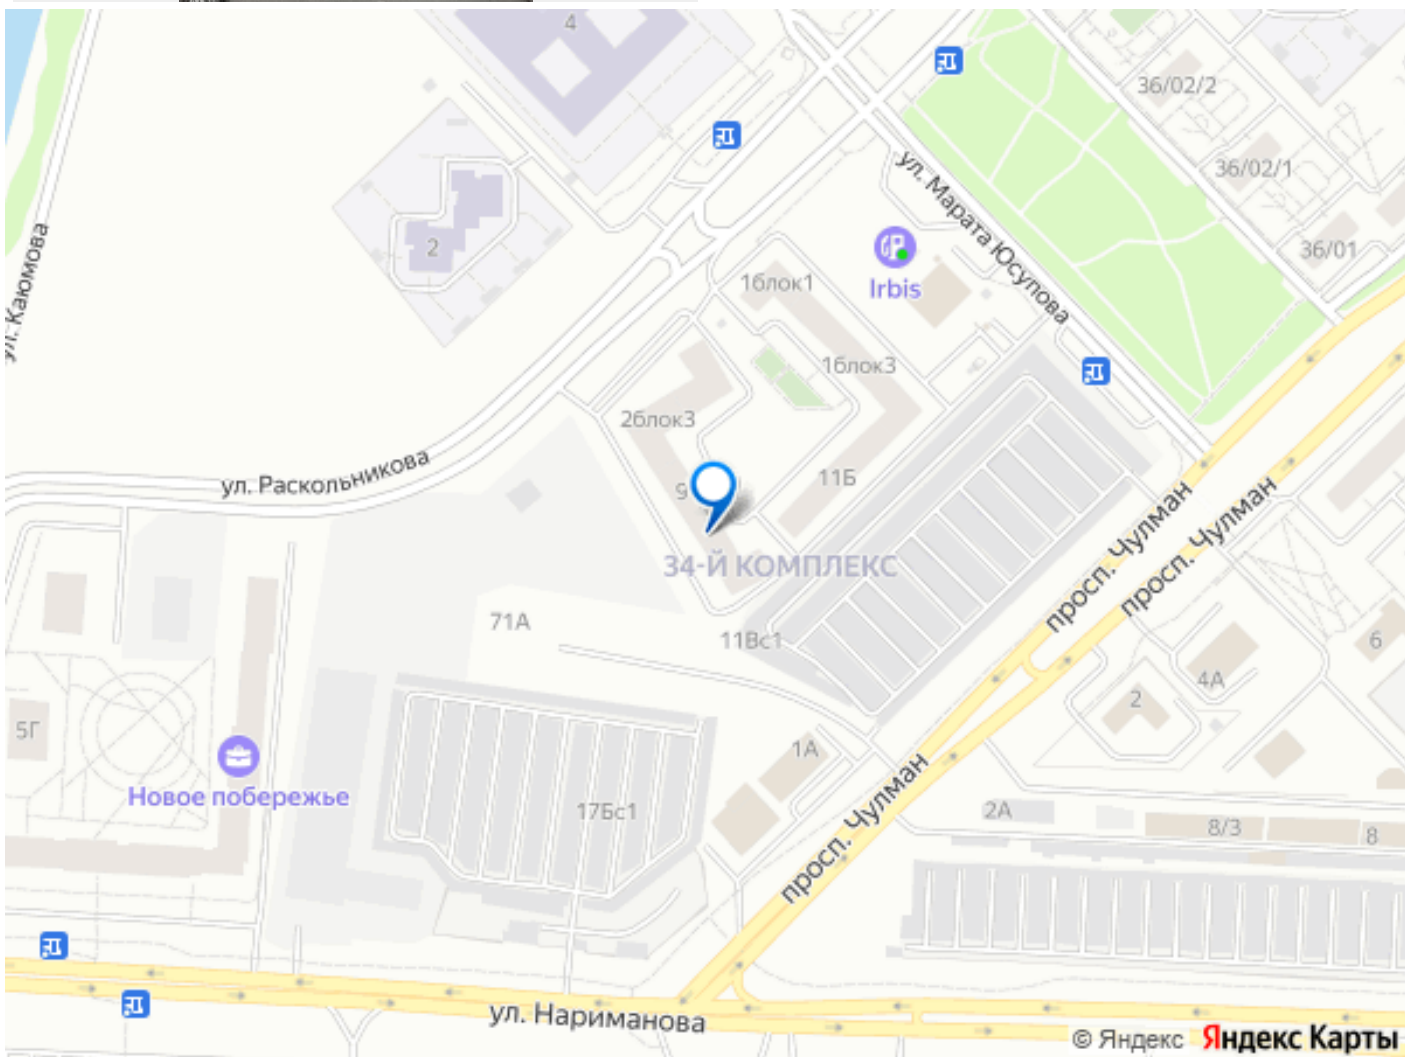 4
36/02/2
36/02/1
ул. Марата Юсупова
36/01
2
ул. Каюмова
1блок1
Irbis
1блок3
2блок3
ул. Раскольникова
9
11Б
просп. Чулман
просп. Чулман
34-Й КОМПЛЕКС
71А
11Вс1
6
4А
2
5Г
1А
Новое побережье
17Бс1
просп. Чулман
2А
8/3
8
ул. Нариманова
© Яндекс Яндекс Карты